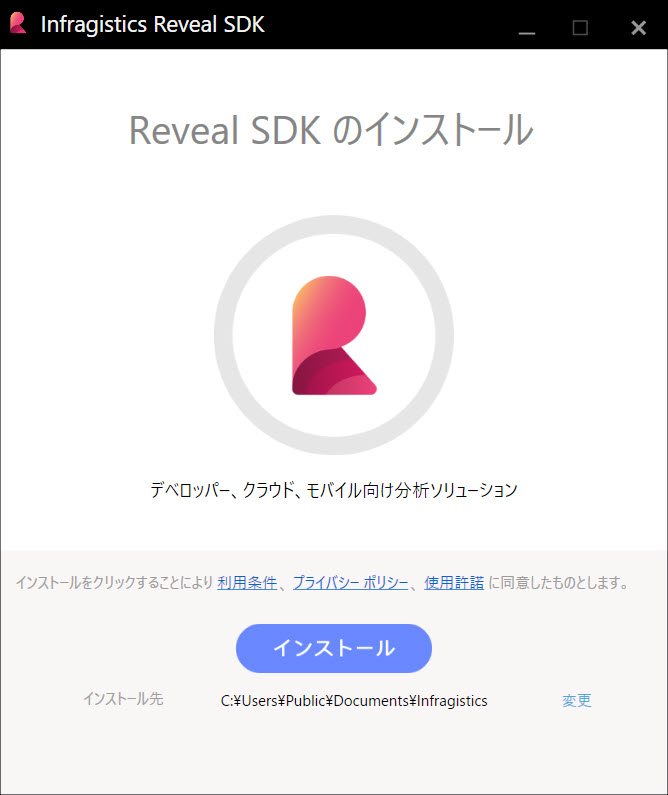 Infragistics Reveal SDK
Reveal SDK のインストール
デベロッパー、クラウド、モバイル向け分析ソリューション
インストールをクリックすることにより 利用条件、プライバシー ポリシー、使用許諾 に同意したものとします。
インストール
インストール先 C:¥Users¥Public¥Documents¥Infragistics 変更